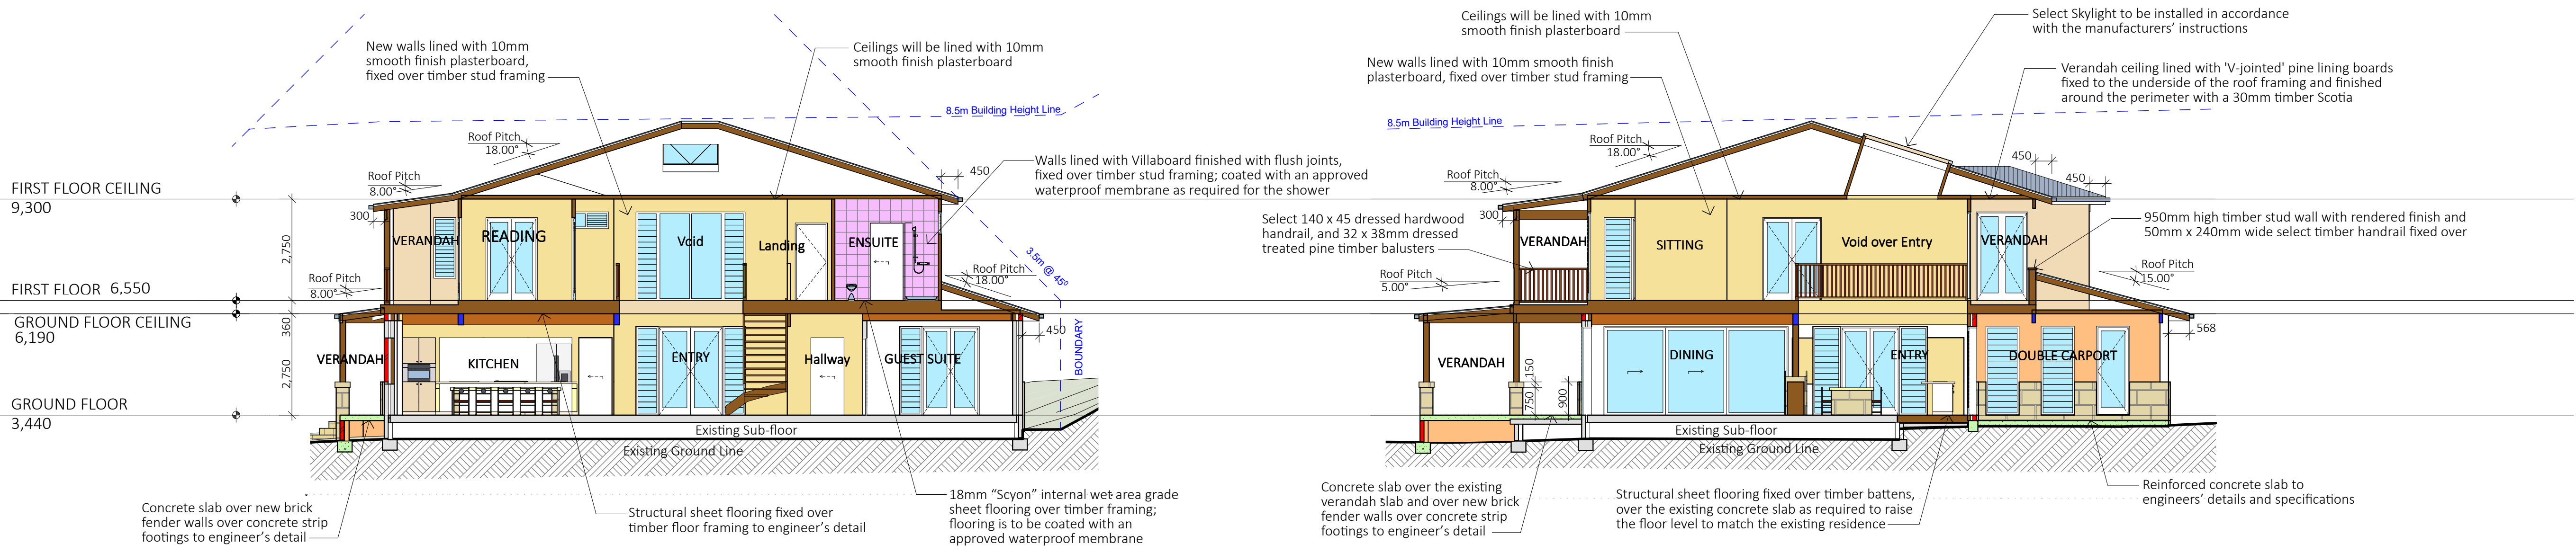 New walls lined with 10mm
smooth finish plasterboard,
fixed over timber stud framing
Ceilings will be lined with 10mm
smooth finish plasterboard
8.5m Building Height Line
Roof Pitch
18.00°
Roof Pitch
8.00°
450
Walls lined with Villaboard finished with flush joints,
fixed over timber stud framing; coated with an approved
waterproof membrane as required for the shower
FIRST FLOOR CEILING
9,300
300
2,750
VERANDAH
READING
Void
Landing
ENSUITE
3.5m @ 45º
Roof Pitch
18.00°
Roof Pitch
8.00°
FIRST FLOOR 6,550
GROUND FLOOR CEILING
6,190
360
450
BOUNDARY
2,750
VERANDAH
KITCHEN
ENTRY
Hallway
GUEST SUITE
GROUND FLOOR
3,440
Existing Sub-floor
Existing Ground Line
Concrete slab over new brick
fender walls over concrete strip
footings to engineer's detail
Structural sheet flooring fixed over
timber floor framing to engineer's detail
18mm “Scyon” internal wet area grade
sheet flooring over timber framing;
flooring is to be coated with an
approved waterproof membrane
Ceilings will be lined with 10mm
smooth finish plasterboard
New walls lined with 10mm smooth finish
plasterboard, fixed over timber stud framing
Select Skylight to be installed in accordance
with the manufacturers’ instructions
Verandah ceiling lined with 'V-jointed' pine lining boards
fixed to the underside of the roof framing and finished
around the perimeter with a 30mm timber Scotia
8.5m Building Height Line
Roof Pitch
18.00°
Roof Pitch
8.00°
450
450
300
Select 140 x 45 dressed hardwood
handrail, and 32 x 38mm dressed
treated pine timber balusters
950mm high timber stud wall with rendered finish and
50mm x 240mm wide select timber handrail fixed over
VERANDAH
SITTING
Void over Entry
VERANDAH
Roof Pitch
5.00°
Roof Pitch
15.00°
568
VERANDAH
DINING
ENTRY
DOUBLE CARPORT
150
750
900
Existing Sub-floor
Existing Ground Line
Concrete slab over the existing
verandah slab and over new brick
fender walls over concrete strip
footings to engineer's detail
Structural sheet flooring fixed over timber battens,
over the existing concrete slab as required to raise
the floor level to match the existing residence
Reinforced concrete slab to
engineers’ details and specifications